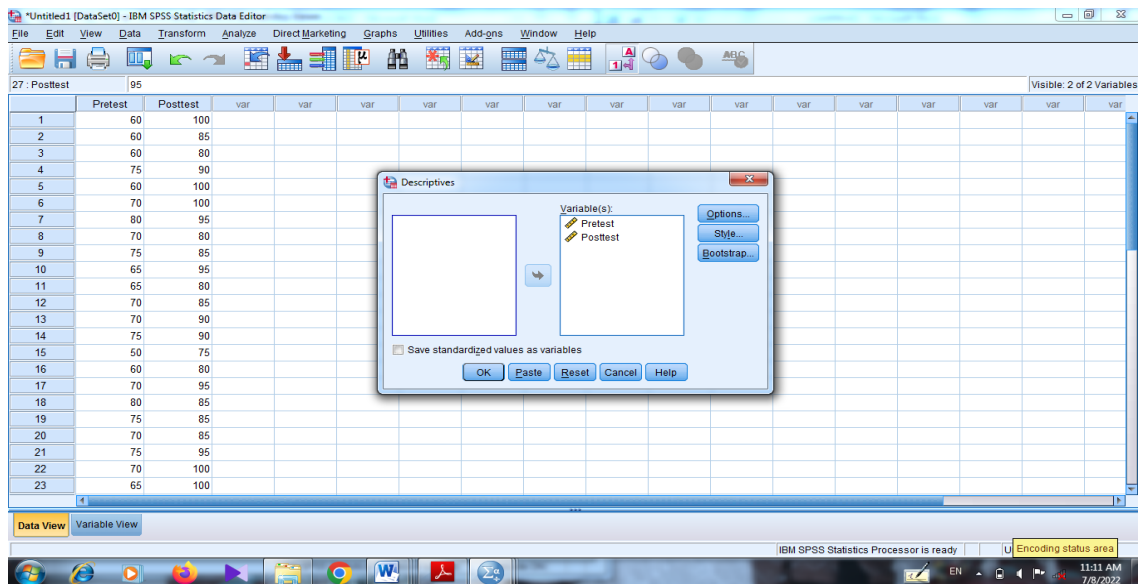 *Untitled1 [DataSet0] - IBM SPSS Statistics Data Editor
File Edit View Data Transform Analyze Direct Marketing Graphs Utilities Add-ons Window Help
27 : Posttest 95 Visible: 2 of 2 Variables
Pretest Posttest var var var var var var var var var var var var var var var
1 60 100
2 60 85
3 60 80
4 75 90
5 60 100
6 70 100
7 80 95
8 70 80
9 75 85
10 65 95
11 65 80
12 70 85
13 70 90
14 75 90
15 50 75
16 60 80
17 70 95
18 80 85
19 75 85
20 70 85
21 75 95
22 70 100
23 65 100
Descriptives
Variable(s):
Pretest
Posttest
Options...
Style...
Bootstrap...
Save standardized values as variables
OK Paste Reset Cancel Help
Data View Variable View
IBM SPSS Statistics Processor is ready U Encoding status area
EN 11:11 AM
7/8/2022